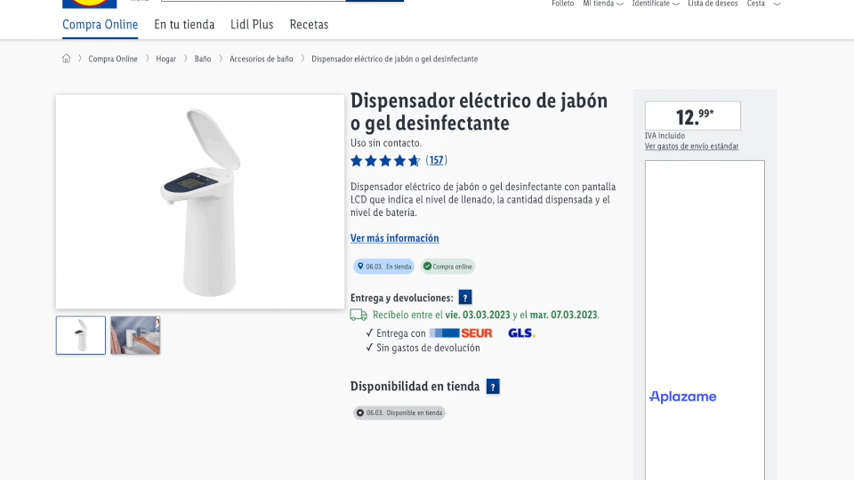 Folleto Mi tienda Identifícate Lista de deseos Cesta
Compra Online En tu tienda Lidl Plus Recetas
Compra Online Hogar Baño Accesorios de baño Dispensador eléctrico de jabón o gel desinfectante
Dispensador eléctrico de jabón
o gel desinfectante
Uso sin contacto.
(157)
Dispensador eléctrico de jabón o gel desinfectante con pantalla
LCD que indica el nivel de llenado, la cantidad dispensada y el
nivel de batería.
Ver más información
06.03. En tienda Compra online
Entrega y devoluciones: ?
Recíbelo entre el vie. 03.03.2023 y el mar. 07.03.2023.
✓ Entrega con SEUR GLS.
✓ Sin gastos de devolución
Disponibilidad en tienda ?
06.03. Disponible en tienda
12.99*
IVA incluido
Ver gastos de envío estándar
Aplazame